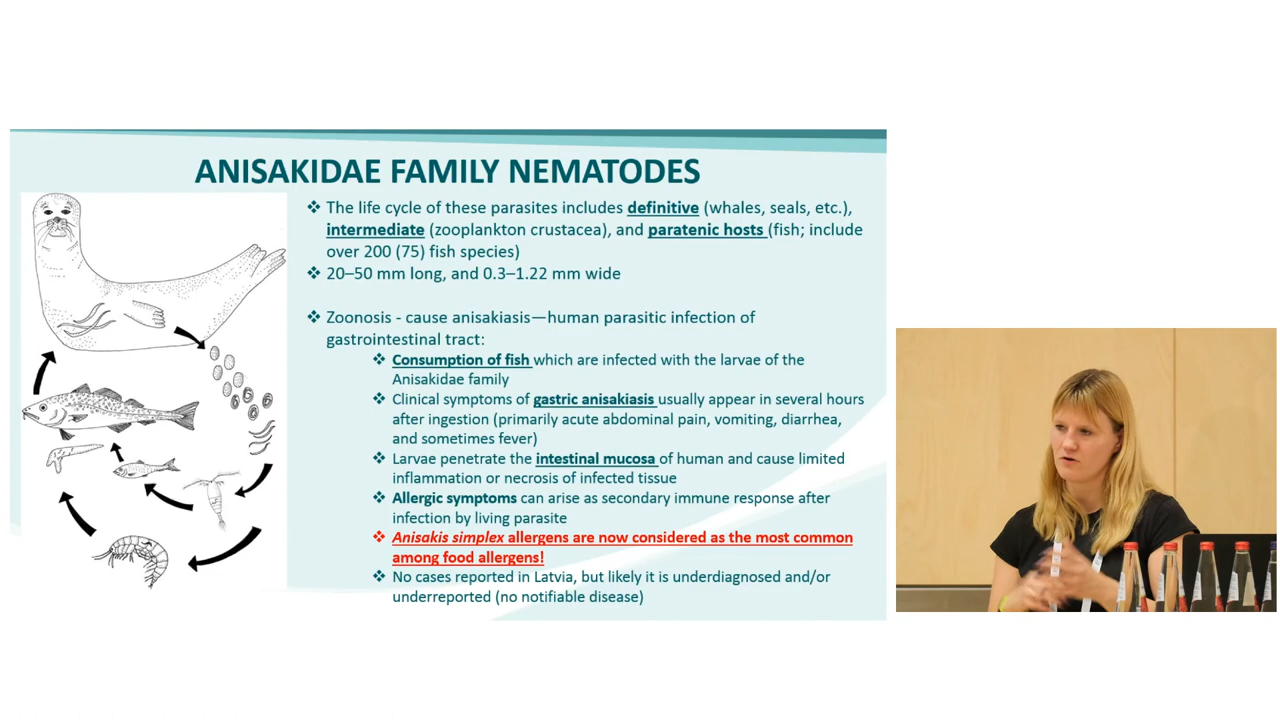 ANISAKIDAE FAMILY NEMATODES
❖ The life cycle of these parasites includes definitive (whales, seals, etc.),
intermediate (zooplankton crustacea), and paratenic hosts (fish; include
over 200 (75) fish species)
❖ 20–50 mm long, and 0.3–1.22 mm wide
❖ Zoonosis - cause anisakiasis—human parasitic infection of
gastrointestinal tract:
❖ Consumption of fish which are infected with the larvae of the
Anisakidae family
❖ Clinical symptoms of gastric anisakiasis usually appear in several hours
after ingestion (primarily acute abdominal pain, vomiting, diarrhea,
and sometimes fever)
❖ Larvae penetrate the intestinal mucosa of human and cause limited
inflammation or necrosis of infected tissue
❖ Allergic symptoms can arise as secondary immune response after
infection by living parasite
❖ Anisakis simplex allergens are now considered as the most common
among food allergens!
❖ No cases reported in Latvia, but likely it is underdiagnosed and/or
underreported (no notifiable disease)